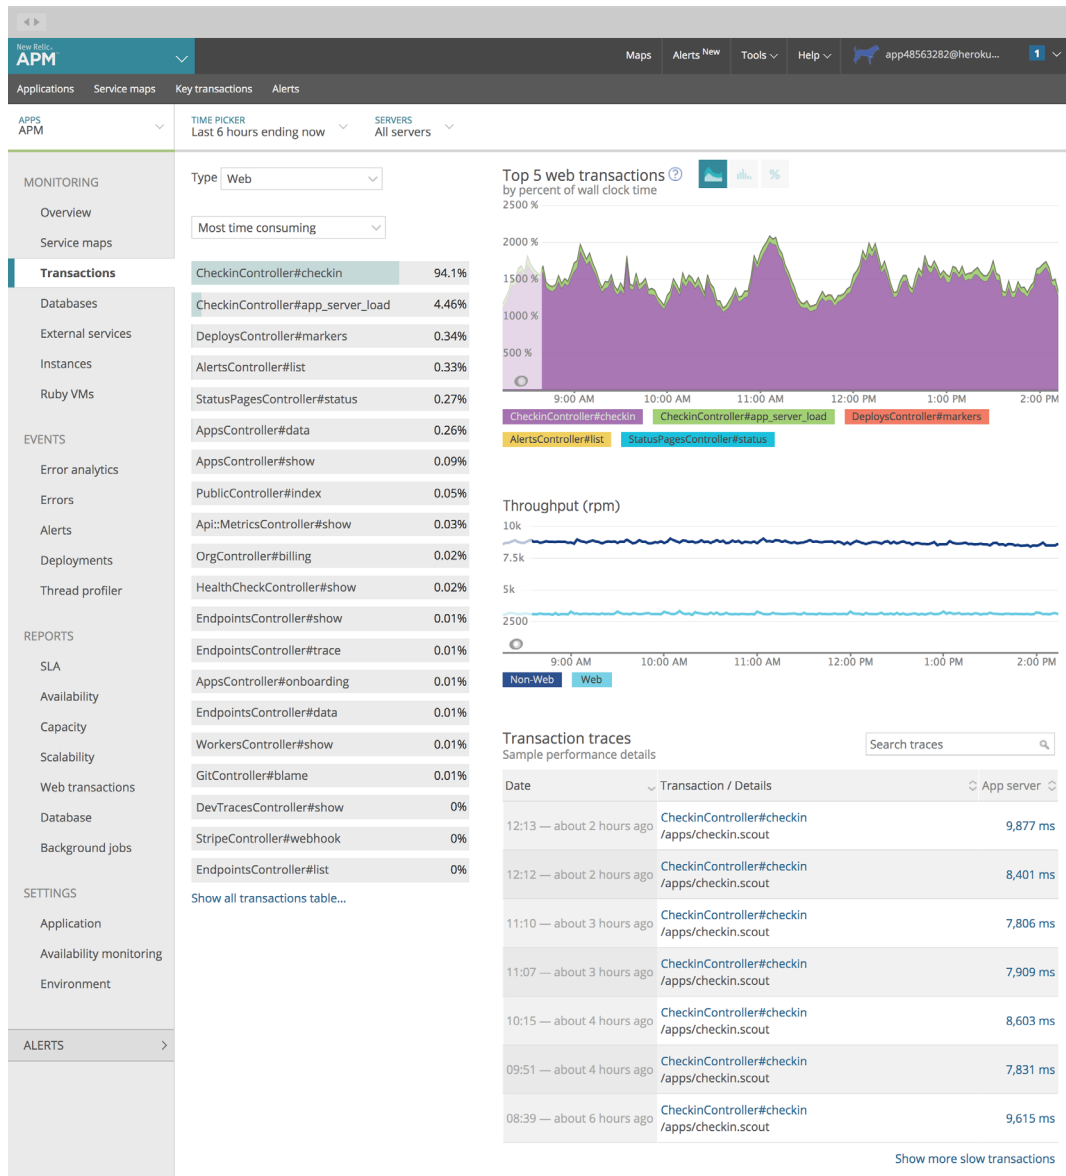 New Relic.
APM
Maps
Alerts New
Tools
Help
app48563282@heroku...
1
Applications
Service maps
Key transactions
Alerts
APPS
APM
TIME PICKER
Last 6 hours ending now
SERVERS
All servers
MONITORING
Overview
Service maps
Transactions
Databases
External services
Instances
Ruby VMs
EVENTS
Error analytics
Errors
Alerts
Deployments
Thread profiler
REPORTS
SLA
Availability
Capacity
Scalability
Web transactions
Database
Background jobs
SETTINGS
Application
Availability monitoring
Environment
ALERTS
Type Web
Most time consuming
CheckinController#checkin 94.1%
CheckinController#app_server_load 4.46%
DeploysController#markers 0.34%
AlertsController#list 0.33%
StatusPagesController#status 0.27%
AppsController#data 0.26%
AppsController#show 0.09%
PublicController#index 0.05%
Api::MetricsController#show 0.03%
OrgController#billing 0.02%
HealthCheckController#show 0.02%
EndpointsController#show 0.01%
EndpointsController#trace 0.01%
AppsController#onboarding 0.01%
EndpointsController#data 0.01%
WorkersController#show 0.01%
GitController#blame 0.01%
DevTracesController#show 0%
StripeController#webhook 0%
EndpointsController#list 0%
Show all transactions table...
Top 5 web transactions ?
%
by percent of wall clock time
2500 %
2000 %
1500 %
1000 %
500 %
9:00 AM 10:00 AM 11:00 AM 12:00 PM 1:00 PM 2:00 PM
CheckinController#checkin CheckinController#app_server_load DeploysController#markers
AlertsController#list StatusPagesController#status
Throughput (rpm)
10k
7.5k
5k
2500
9:00 AM 10:00 AM 11:00 AM 12:00 PM 1:00 PM 2:00 PM
Non-Web Web
Transaction traces
Sample performance details
Search traces
Date Transaction / Details App server
12:13 — about 2 hours ago CheckinController#checkin 9,877 ms
/apps/checkin.scout
12:12 — about 2 hours ago CheckinController#checkin 8,401 ms
/apps/checkin.scout
11:10 — about 3 hours ago CheckinController#checkin 7,806 ms
/apps/checkin.scout
11:07 — about 3 hours ago CheckinController#checkin 7,909 ms
/apps/checkin.scout
10:15 — about 4 hours ago CheckinController#checkin 8,603 ms
/apps/checkin.scout
09:51 — about 4 hours ago CheckinController#checkin 7,831 ms
/apps/checkin.scout
08:39 — about 6 hours ago CheckinController#checkin 9,615 ms
/apps/checkin.scout
Show more slow transactions